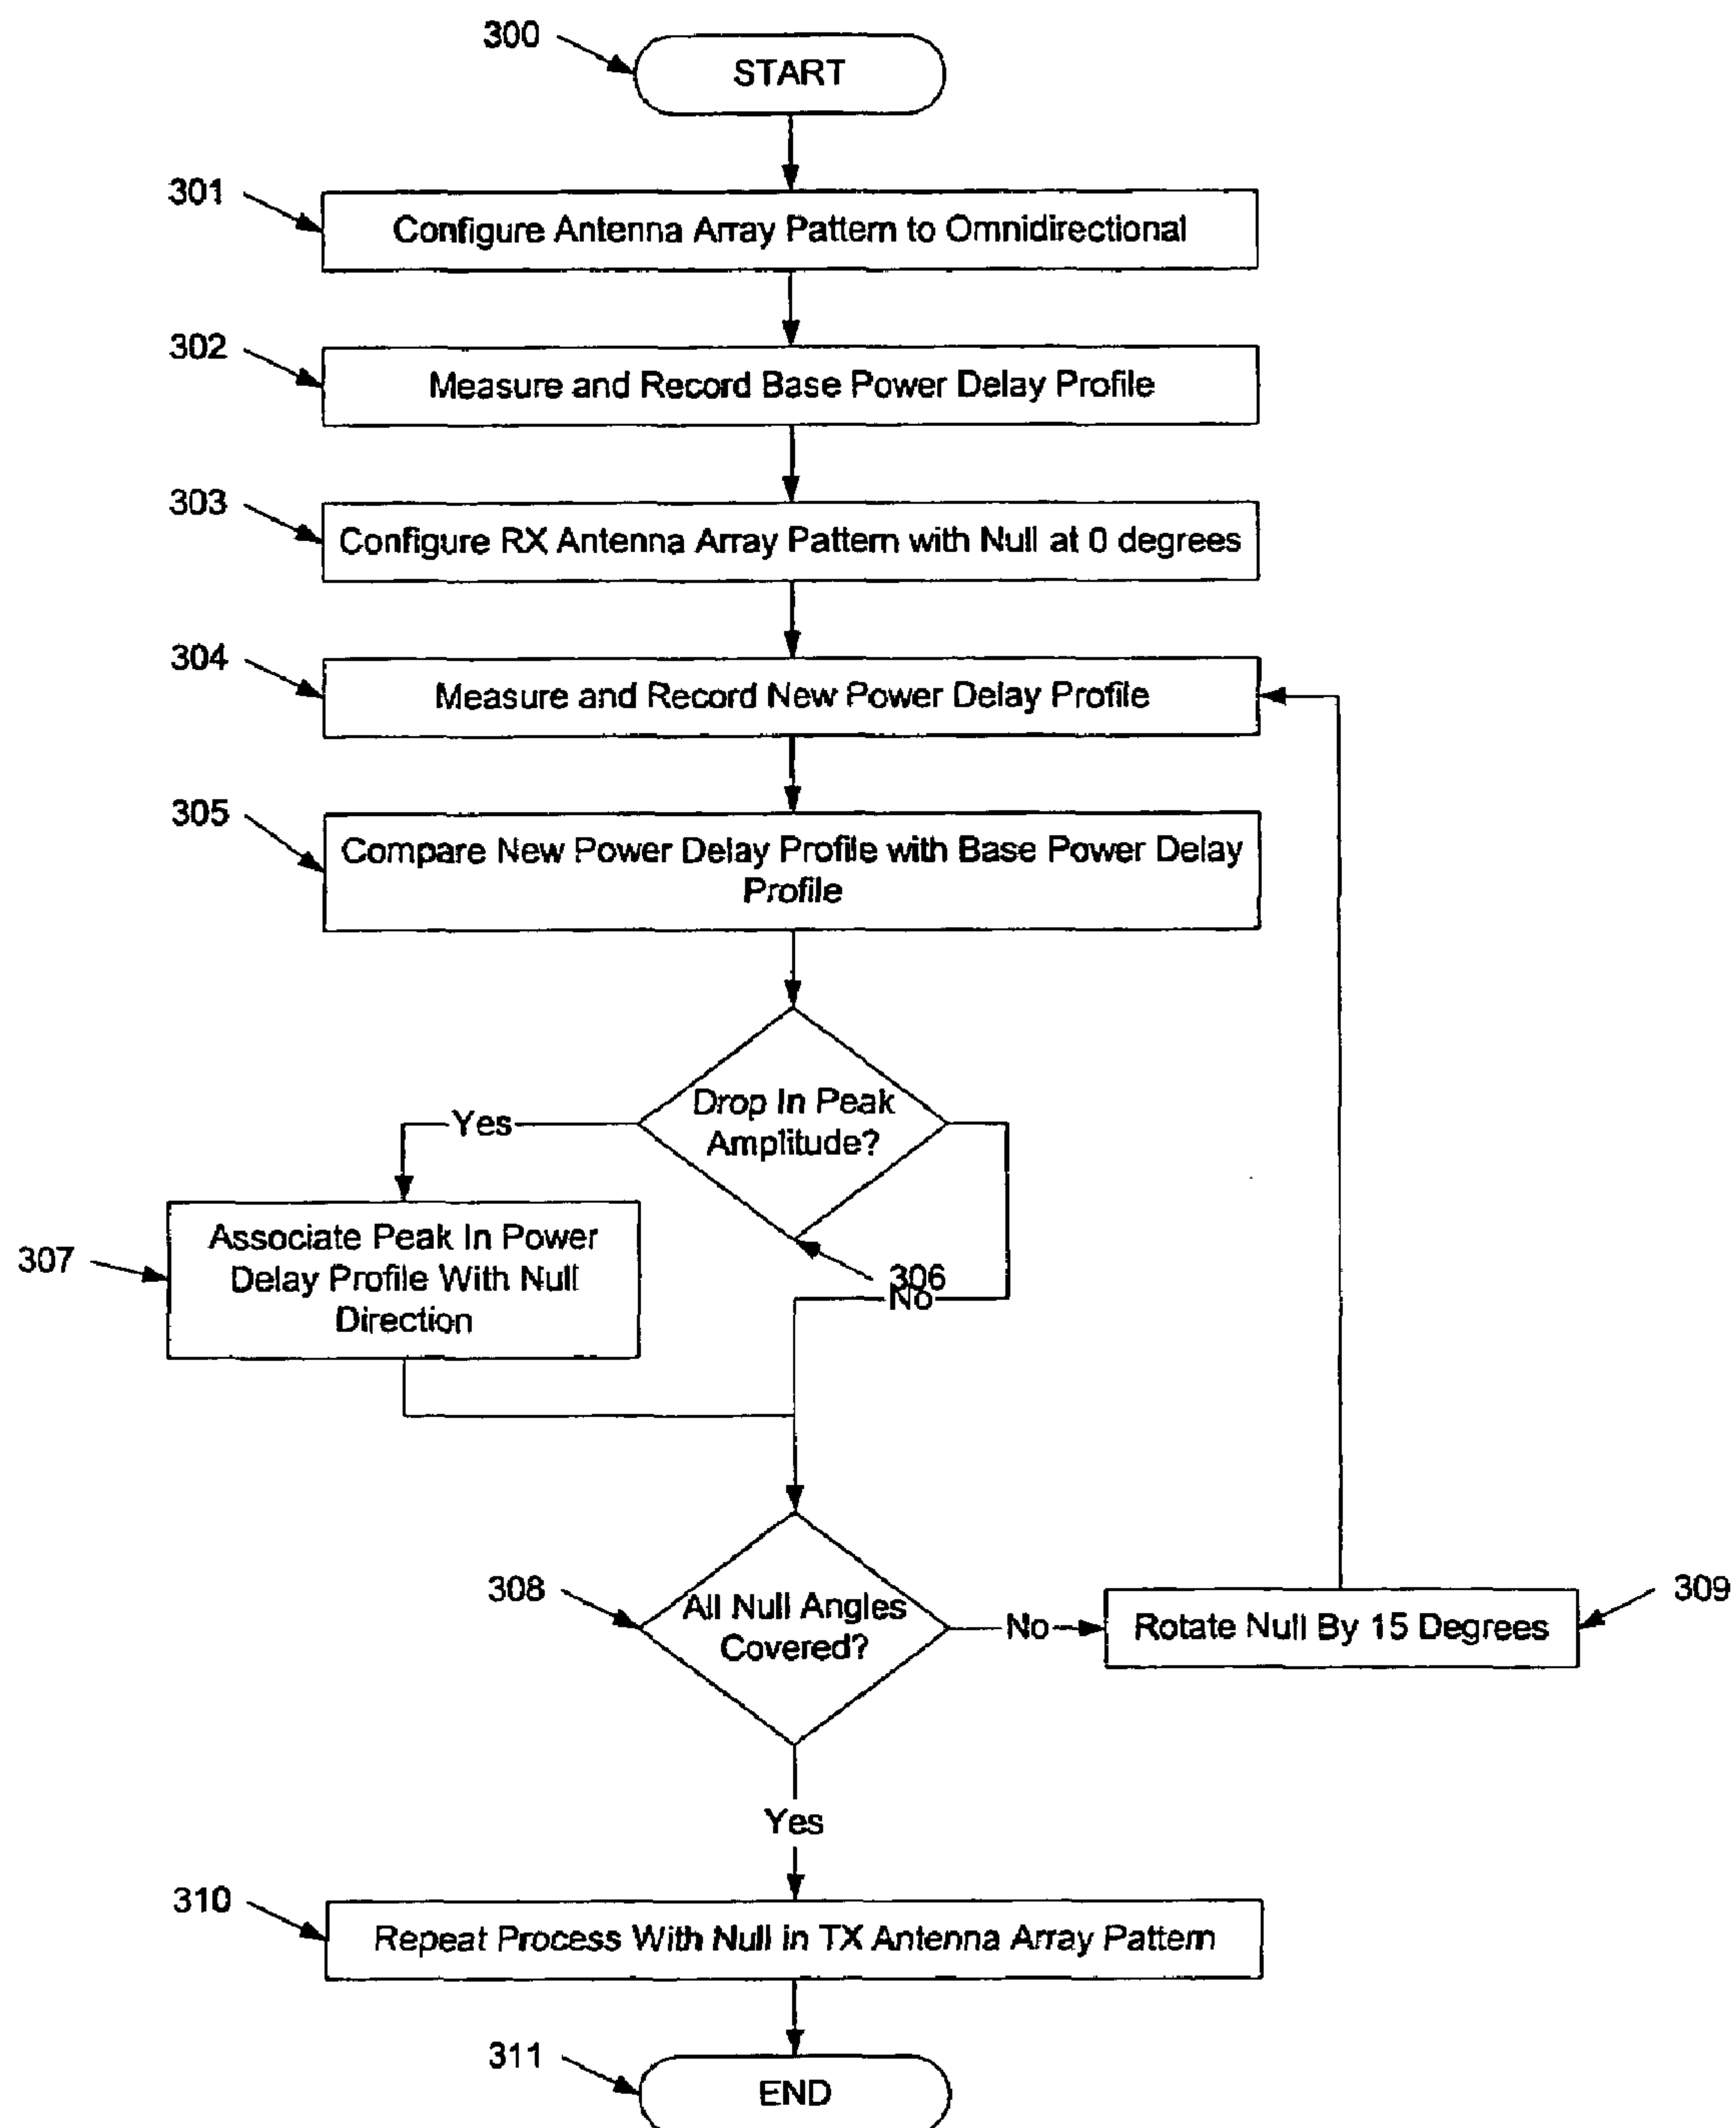 300
START
301
Configure Antenna Array Pattern to Omnidirectional
302
Measure and Record Base Power Delay Profile
303
Configure RX Antenna Array Pattern with Null at 0 degrees
304
Measure and Record New Power Delay Profile
305
Compare New Power Delay Profile with Base Power Delay
Profile
Drop In Peak
Amplitude?
Yes
306
No
307
Associate Peak In Power
Delay Profile With Null
Direction
308
All Null Angles
Covered?
No
Rotate Null By 15 Degrees
309
Yes
310
Repeat Process With Null in TX Antenna Array Pattern
311
END